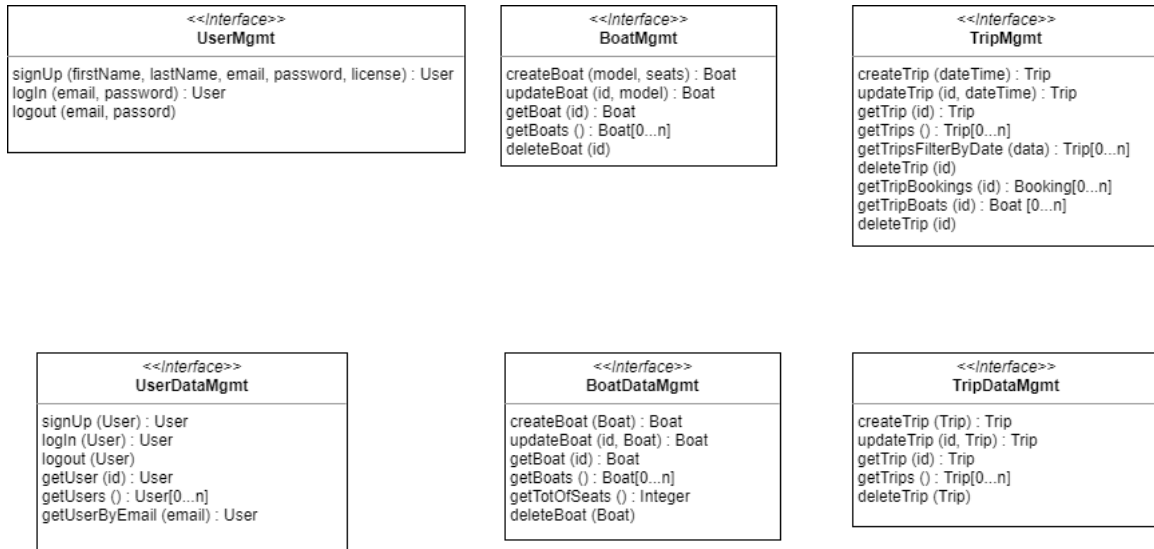 <<Interface>>
UserMgmt
signUp (firstName, lastName, email, password, license) : User
logIn (email, password) : User
logout (email, passord)
<<Interface>>
BoatMgmt
createBoat (model, seats) : Boat
updateBoat (id, model) : Boat
getBoat (id) : Boat
getBoats () : Boat[0...n]
deleteBoat (id)
<<Interface>>
TripMgmt
createTrip (dateTime) : Trip
updateTrip (id, dateTime) : Trip
getTrip (id) : Trip
getTrips () : Trip[0...n]
getTripsFilterByDate (data) : Trip[0...n]
deleteTrip (id)
getTripBookings (id) : Booking[0...n]
getTripBoats (id) : Boat [0...n]
deleteTrip (id)
<<Interface>>
UserDataMgmt
signUp (User) : User
logIn (User) : User
logout (User)
getUser (id) : User
getUsers () : User[0...n]
getUserByEmail (email) : User
<<Interface>>
BoatDataMgmt
createBoat (Boat) : Boat
updateBoat (id, Boat) : Boat
getBoat (id) : Boat
getBoats () : Boat[0...n]
getTotOfSeats () : Integer
deleteBoat (Boat)
<<Interface>>
TripDataMgmt
createTrip (Trip) : Trip
updateTrip (id, Trip) : Trip
getTrip (id) : Trip
getTrips () : Trip[0...n]
deleteTrip (Trip)